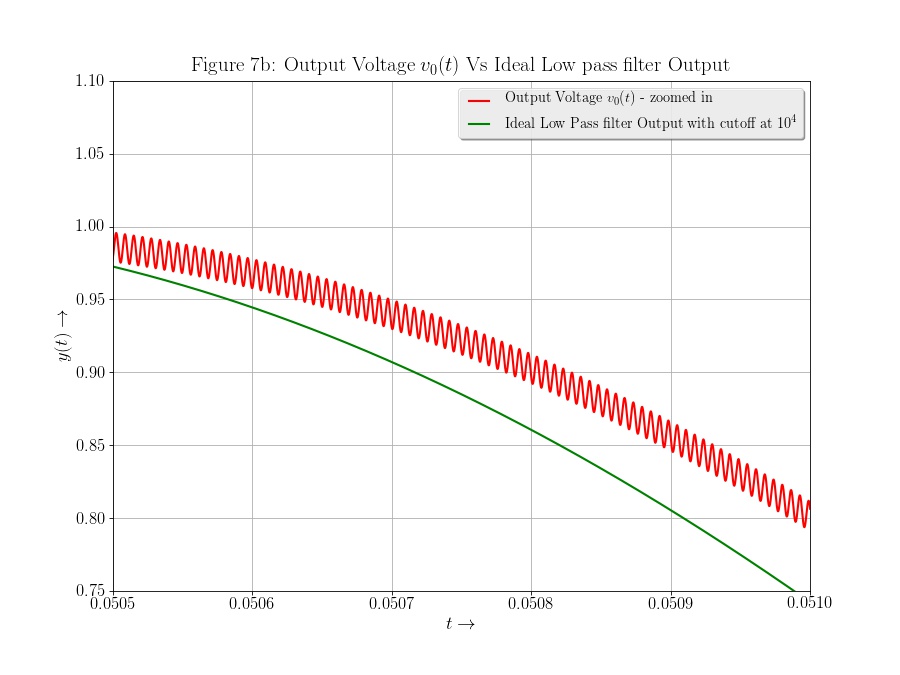 Figure 7b: Output Voltage v₀(t) Vs Ideal Low pass filter Output
Output Voltage v₀(t) - zoomed in
Ideal Low Pass filter Output with cutoff at 10⁴
1.10
1.05
1.00
0.95
0.90
0.85
0.80
0.75
y(t) →
0.0505 0.0506 0.0507 0.0508 0.0509 0.0510
t →